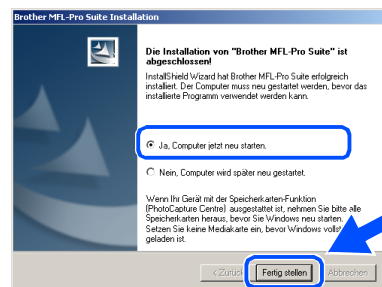 Brother MFL-Pro Suite Installation
Die Installation von "Brother MFL-Pro Suite" ist
abgeschlossen!
InstallShield Wizard hat Brother MFL-Pro Suite erfolgreich
installiert. Der Computer muss neu gestartet werden, bevor das
installierte Programm verwendet werden kann.
Ja, Computer jetzt neu starten.
Nein, Computer wird später neu gestartet.
Wenn Ihr Gerät mit der Speicherkarten-Funktion
(PhotoCapture Centre) ausgestattet ist, nehmen Sie bitte alle
Speicherkarten heraus, bevor Sie Windows neu starten.
Setzen Sie keine Mediakarte ein, bevor Windows
geladen ist.
< Zurück Fertig stellen Abbrechen